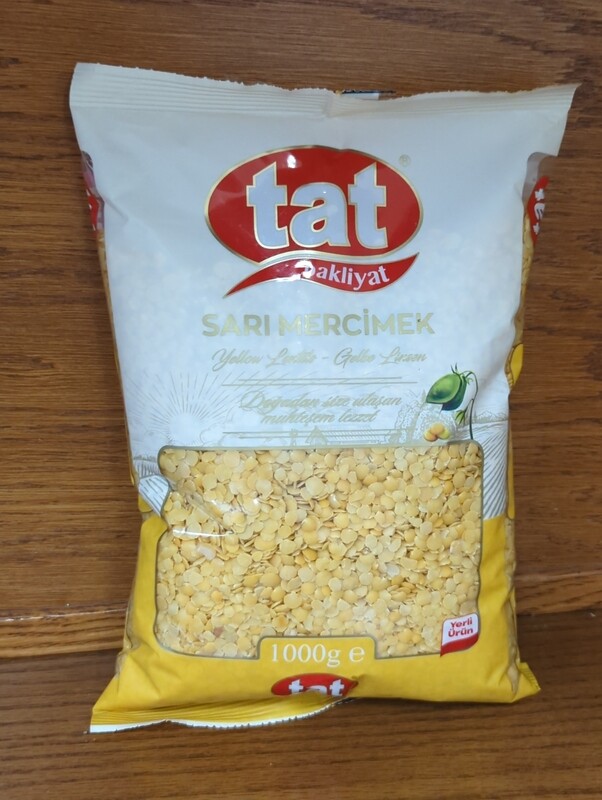 tat
®
Bakliyat
SARI MERCİMEK
Yellow Lentils - Gelbe Linsen
Doğadan size ulaşan
muhteşem lezzet
Yerli
Ürün
1000g e
tat